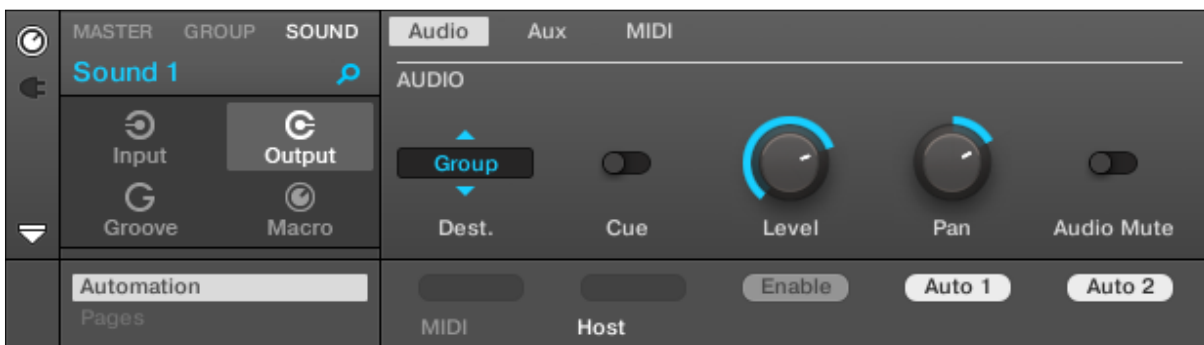 MASTER GROUP SOUND
Sound 1
Input Output
Groove Macro
Automation
Pages
Audio Aux MIDI
AUDIO
Group
Dest. Cue Level Pan Audio Mute
Enable Auto 1 Auto 2
MIDI Host